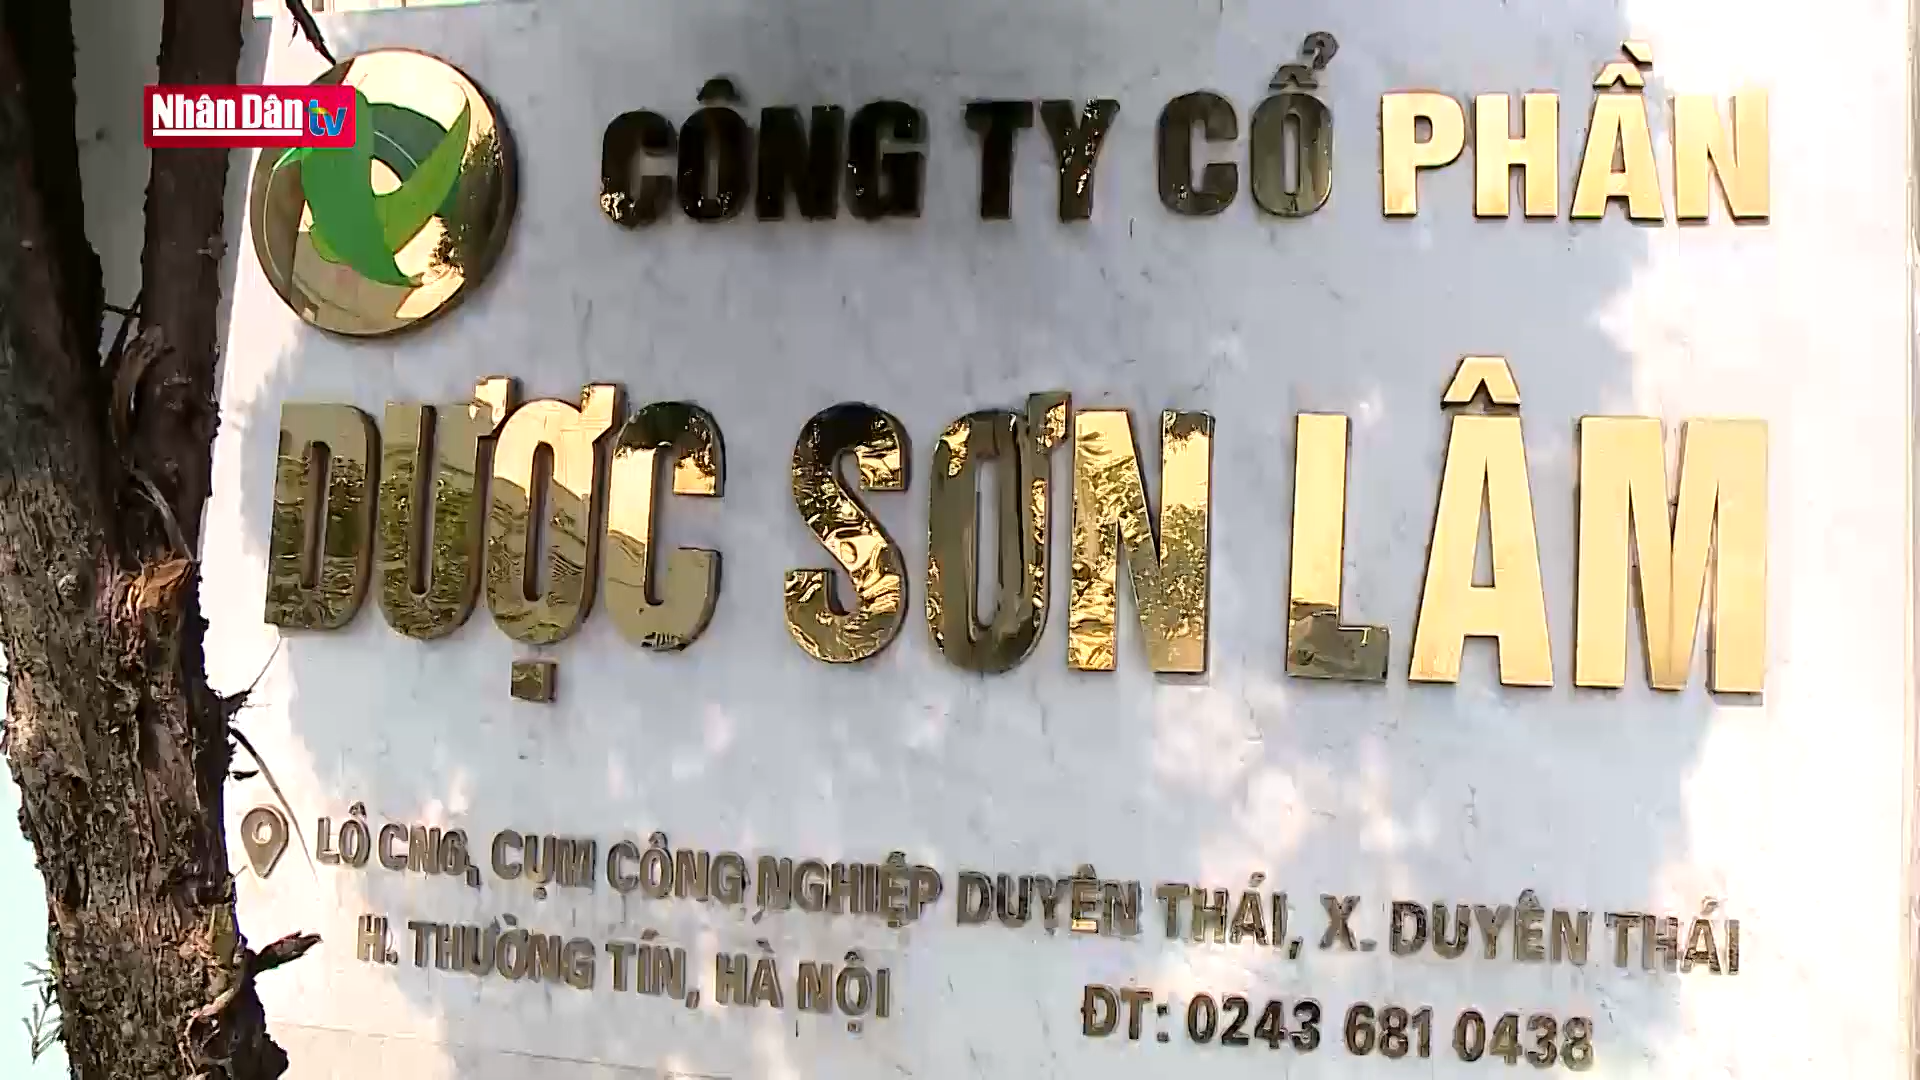 Nhân Dân tv
CÔNG TY CỔ PHẦN
DƯỢC SƠN LÂM
LÔ CN6, CỤM CÔNG NGHIỆP DUYÊN THÁI, X. DUYÊN THÁI
H. THƯỜNG TÍN, HÀ NỘI
ĐT: 0243 681 0438